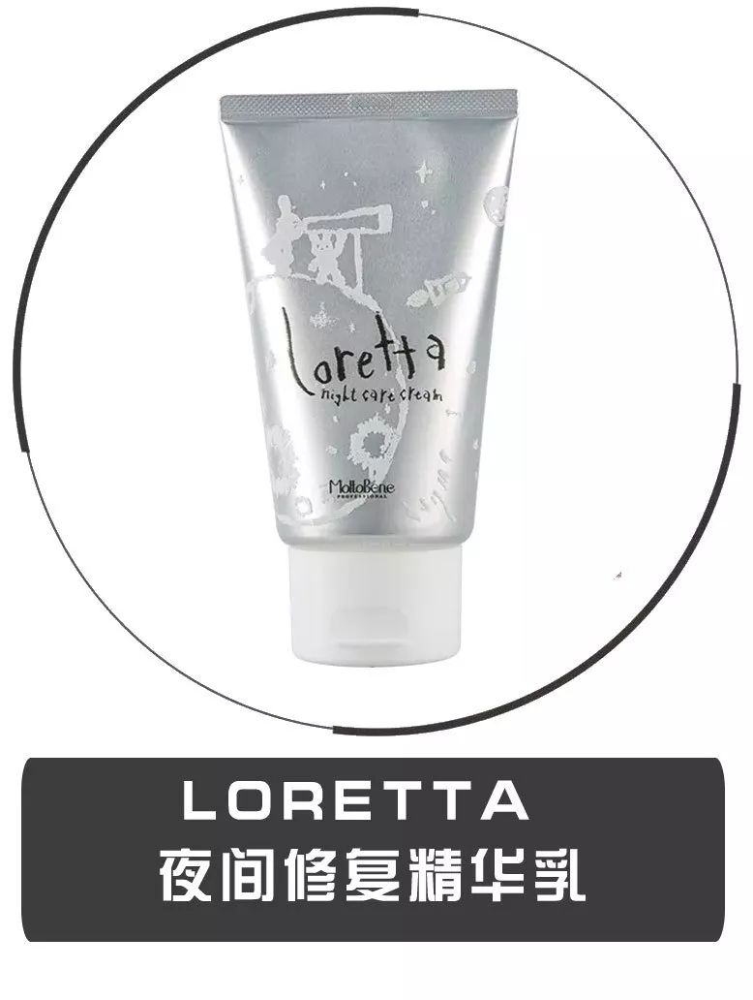 Loretta
night care cream
MoltoBene
PROFESSIONAL
LORETTA
夜间修复精华乳